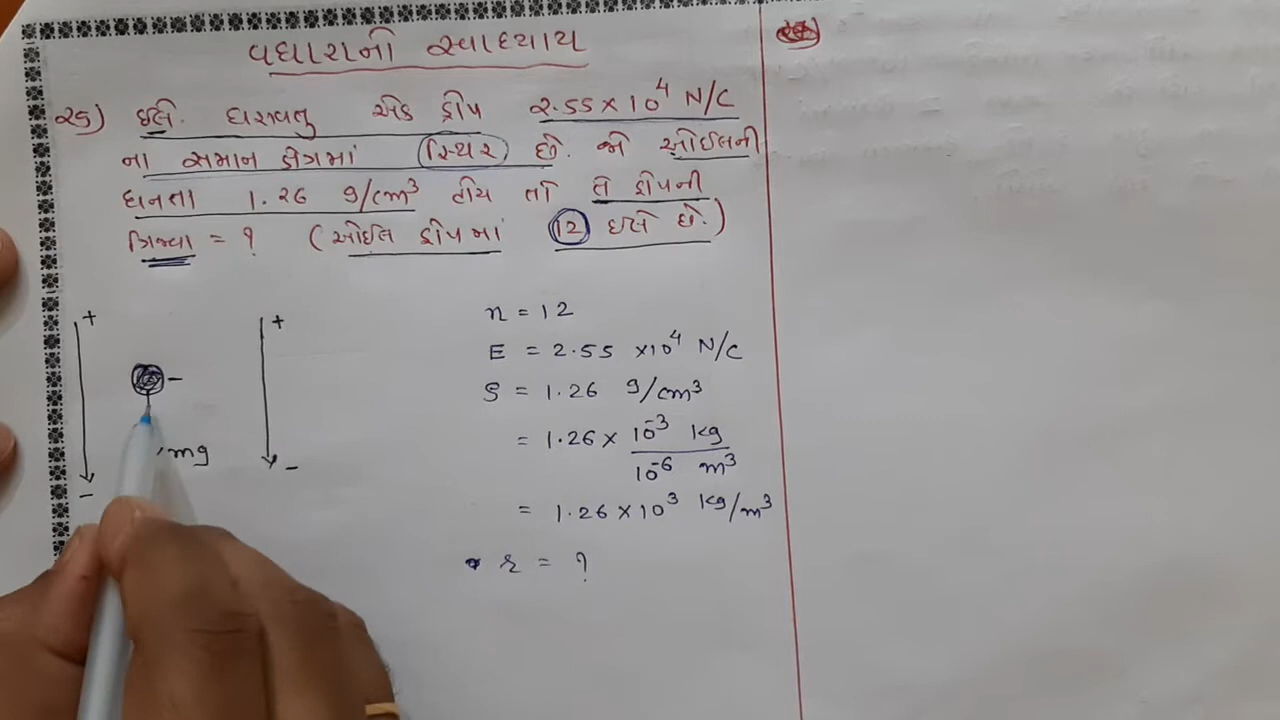 વધારાનો સ્વાધ્યાય
25) ઇલે. ધરાવતુ એક ડ્રોપ 2.55 × 10⁴ N/C
ના સમાન ક્ષેત્રમાં સ્થિર છે. જો ઓઇલની
ઘનતા 1.26 g/cm³ હોય તો તે ડ્રોપની
ત્રિજ્યા = ? (ઓઇલ ડ્રોપમાં 12 ઇલે છે.)
+
+
−
mg
−
−
n = 12
E = 2.55 ×10⁴ N/C
ρ = 1.26 g/cm³
= 1.26 × 10⁻³ kg / 10⁻⁶ m³
= 1.26 × 10³ kg/m³
r = ?